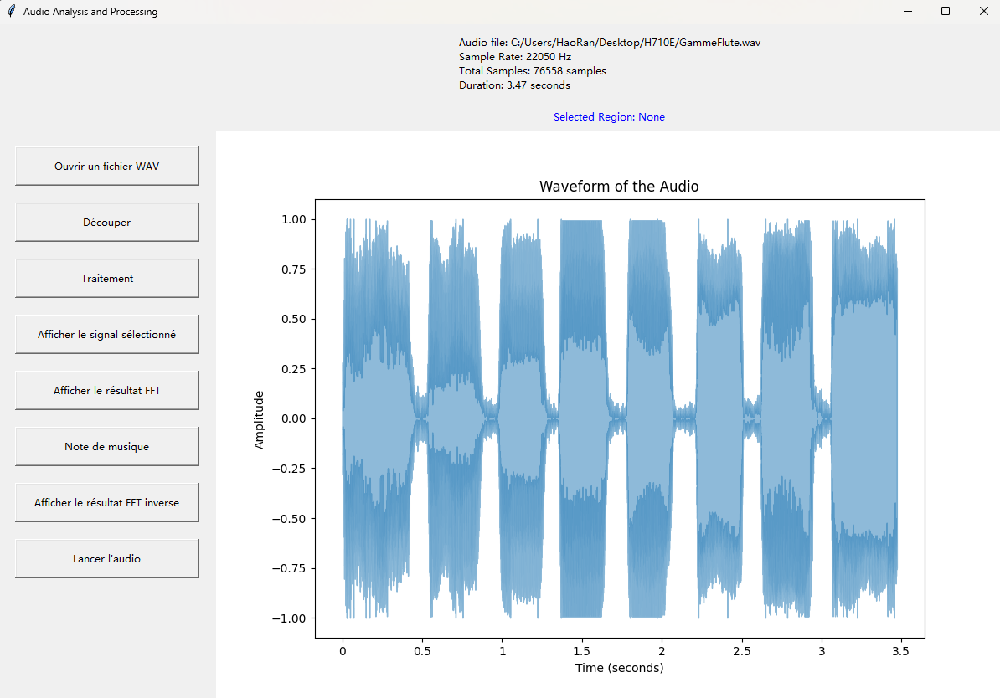 Audio Analysis and Processing
Audio file: C:/Users/HaoRan/Desktop/H710E/GammeFlute.wav
Sample Rate: 22050 Hz
Total Samples: 76558 samples
Duration: 3.47 seconds
Selected Region: None
Ouvrir un fichier WAV
Découper
Traitement
Afficher le signal sélectionné
Afficher le résultat FFT
Note de musique
Afficher le résultat FFT inverse
Lancer l'audio
Waveform of the Audio
Amplitude
1.00
0.75
0.50
0.25
0.00
−0.25
−0.50
−0.75
−1.00
0 0.5 1 1.5 2 2.5 3 3.5
Time (seconds)